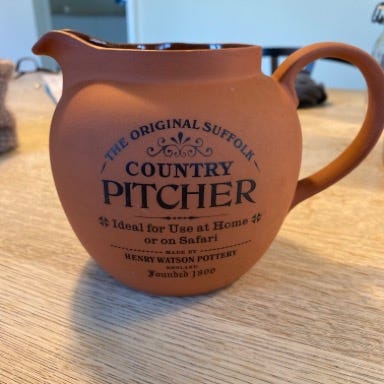 THE ORIGINAL SUFFOLK
COUNTRY
PITCHER
Ideal for Use at Home
or on Safari
MADE BY
HENRY WATSON POTTERY
ENGLAND
Founded 1800